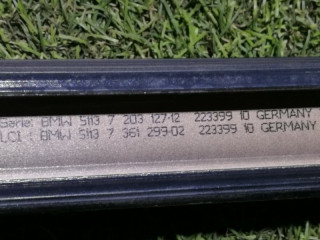 Serie: BMW 5113 7 203 127-12 223399 10 GERMANY
LCI : BMW 5113 7 361 299-02 223399 10 GERMANY